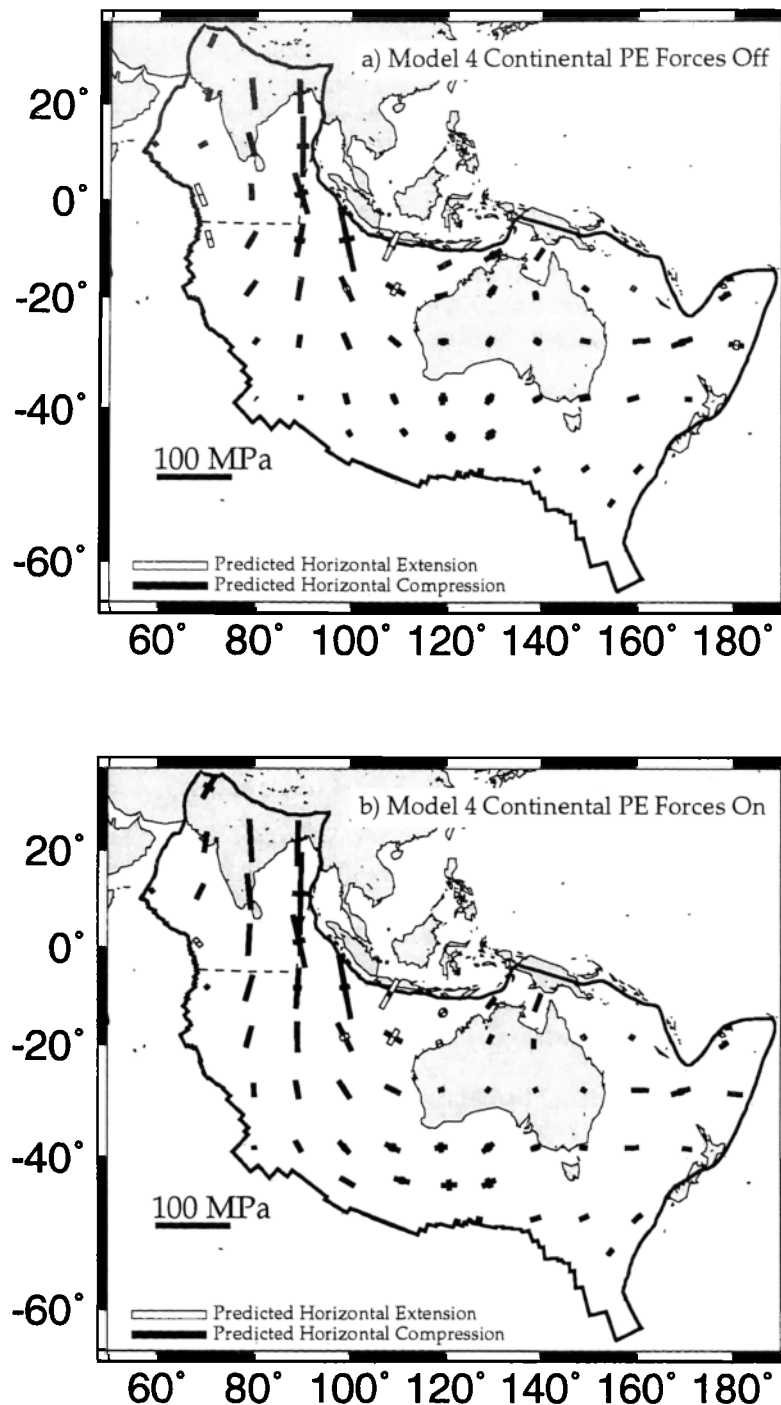 a) Model 4 Continental PE Forces Off
20°
0°
-20°
-40°
-60°
100 MPa
Predicted Horizontal Extension
Predicted Horizontal Compression
60° 80° 100° 120° 140° 160° 180°
b) Model 4 Continental PE Forces On
20°
0°
-20°
-40°
-60°
100 MPa
Predicted Horizontal Extension
Predicted Horizontal Compression
60° 80° 100° 120° 140° 160° 180°